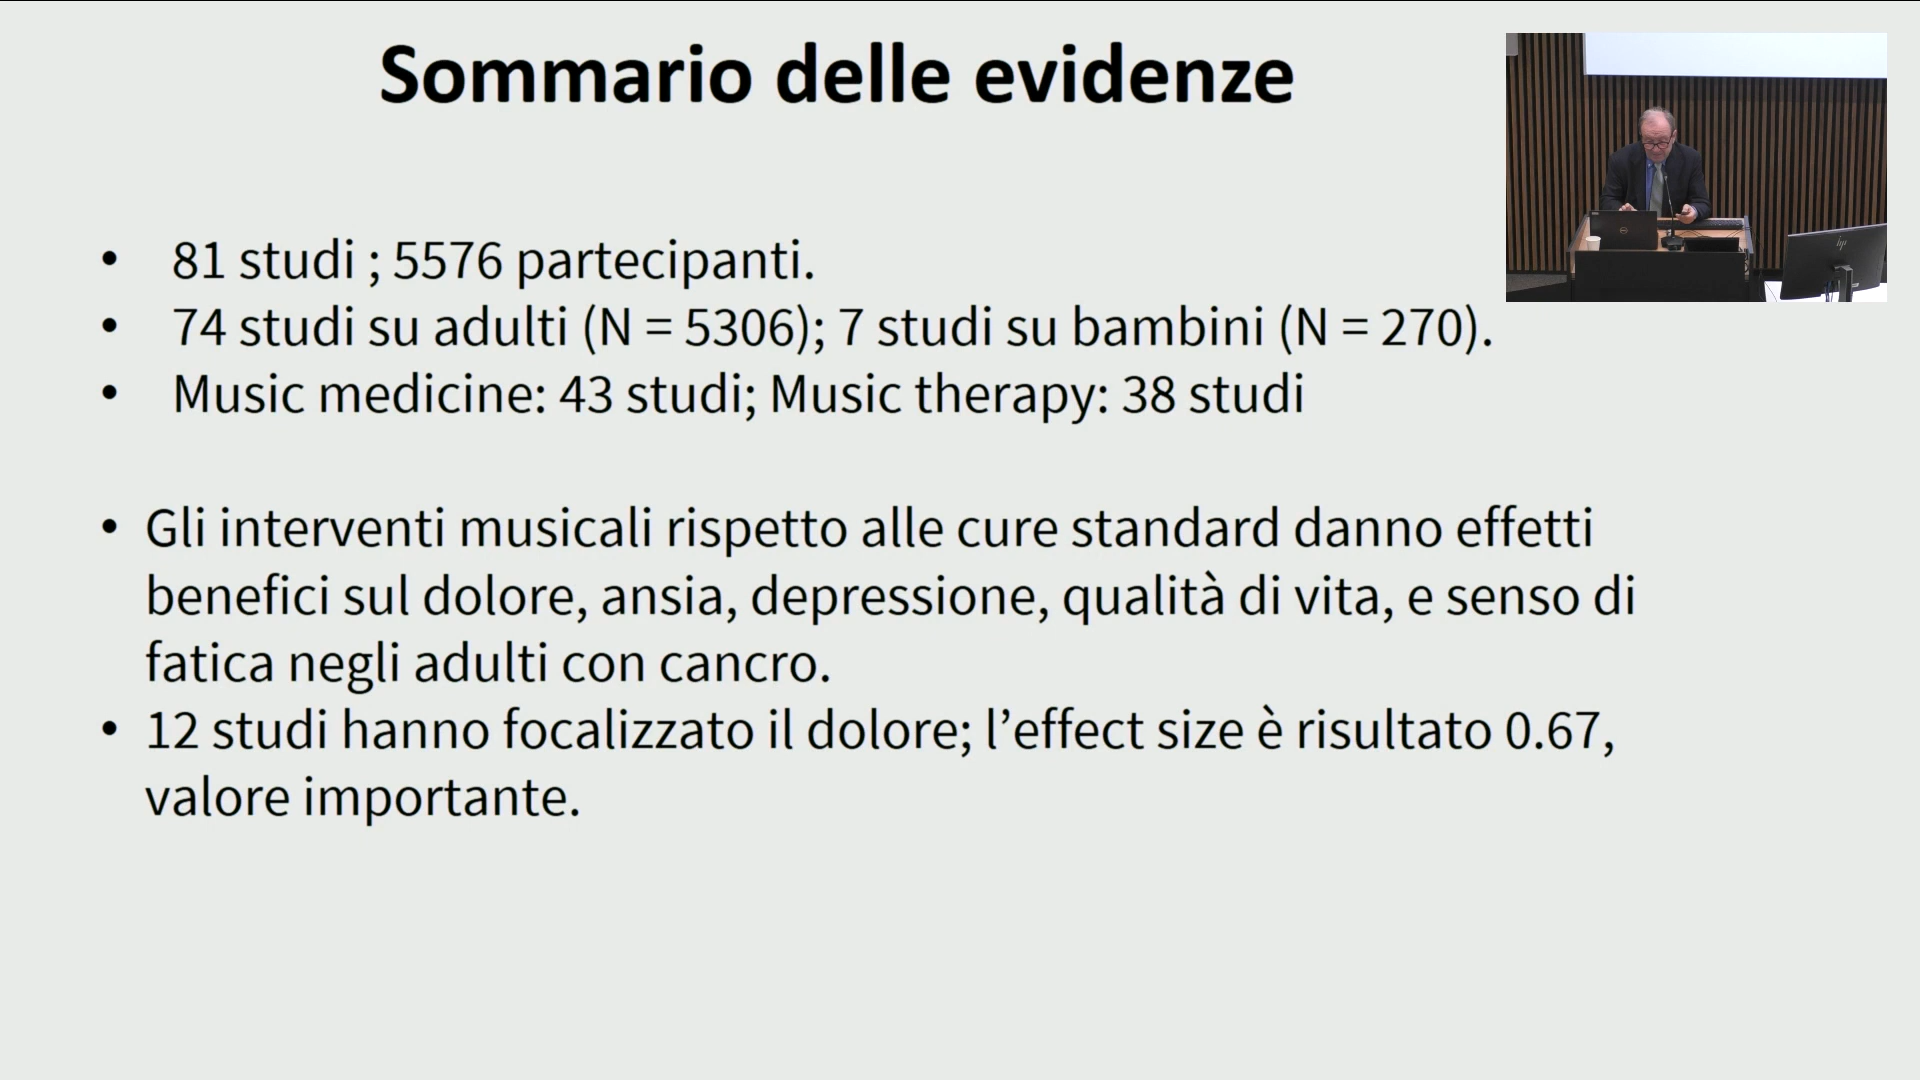 Sommario delle evidenze
• 81 studi ; 5576 partecipanti.
• 74 studi su adulti (N = 5306); 7 studi su bambini (N = 270).
• Music medicine: 43 studi; Music therapy: 38 studi
• Gli interventi musicali rispetto alle cure standard danno effetti
benefici sul dolore, ansia, depressione, qualità di vita, e senso di
fatica negli adulti con cancro.
• 12 studi hanno focalizzato il dolore; l’effect size è risultato 0.67,
valore importante.
hp